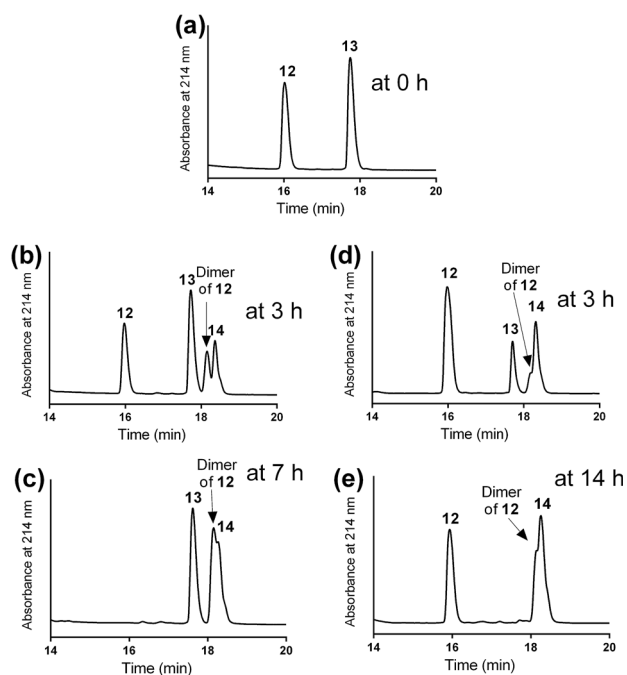 (a)
Absorbance at 214 nm
12
13
at 0 h
14 16 18 20
Time (min)
(b)
Absorbance at 214 nm
12
13
Dimer
of 12
14
at 3 h
14 16 18 20
Time (min)
(d)
Absorbance at 214 nm
12
13
Dimer
of 12
14
at 3 h
14 16 18 20
Time (min)
(c)
Absorbance at 214 nm
13
Dimer
of 12
14
at 7 h
14 16 18 20
Time (min)
(e)
Absorbance at 214 nm
12
Dimer
of 12
14
at 14 h
14 16 18 20
Time (min)